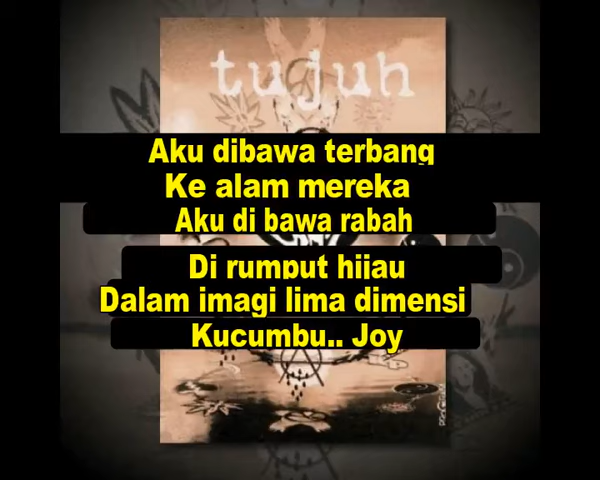 tujuh
Aku dibawa terbang
Ke alam mereka
Aku di bawa rabah
Di rumput hijau
Dalam imagi lima dimensi
Kucumbu.. Joy